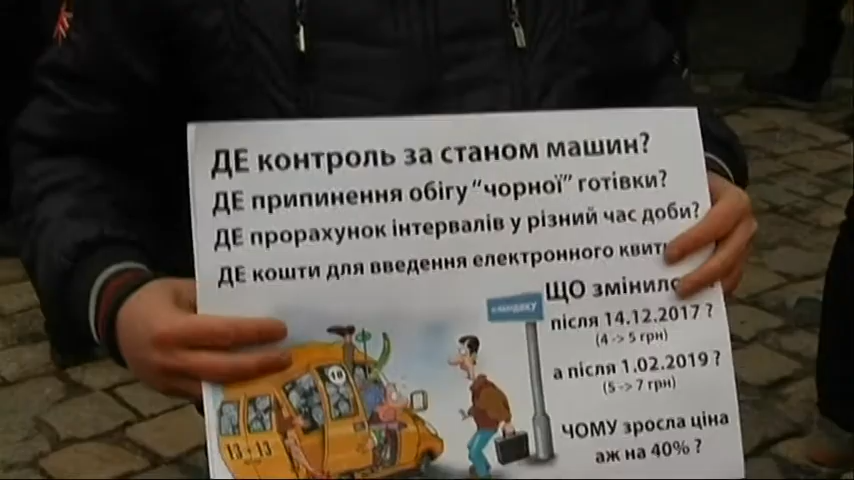 ДЕ контроль за станом машин?
ДЕ припинення обігу "чорної" готівки?
ДЕ прорахунок інтервалів у різний час доби?
ДЕ кошти для введення електронного
ЩО
після 14.12.2017 ?
(4 -> 5 грн)
а після 1.02.2019 ?
(5 -> 7 грн)
ЧОМУ зросла ціна
аж на 40% ?
18
13 + 13